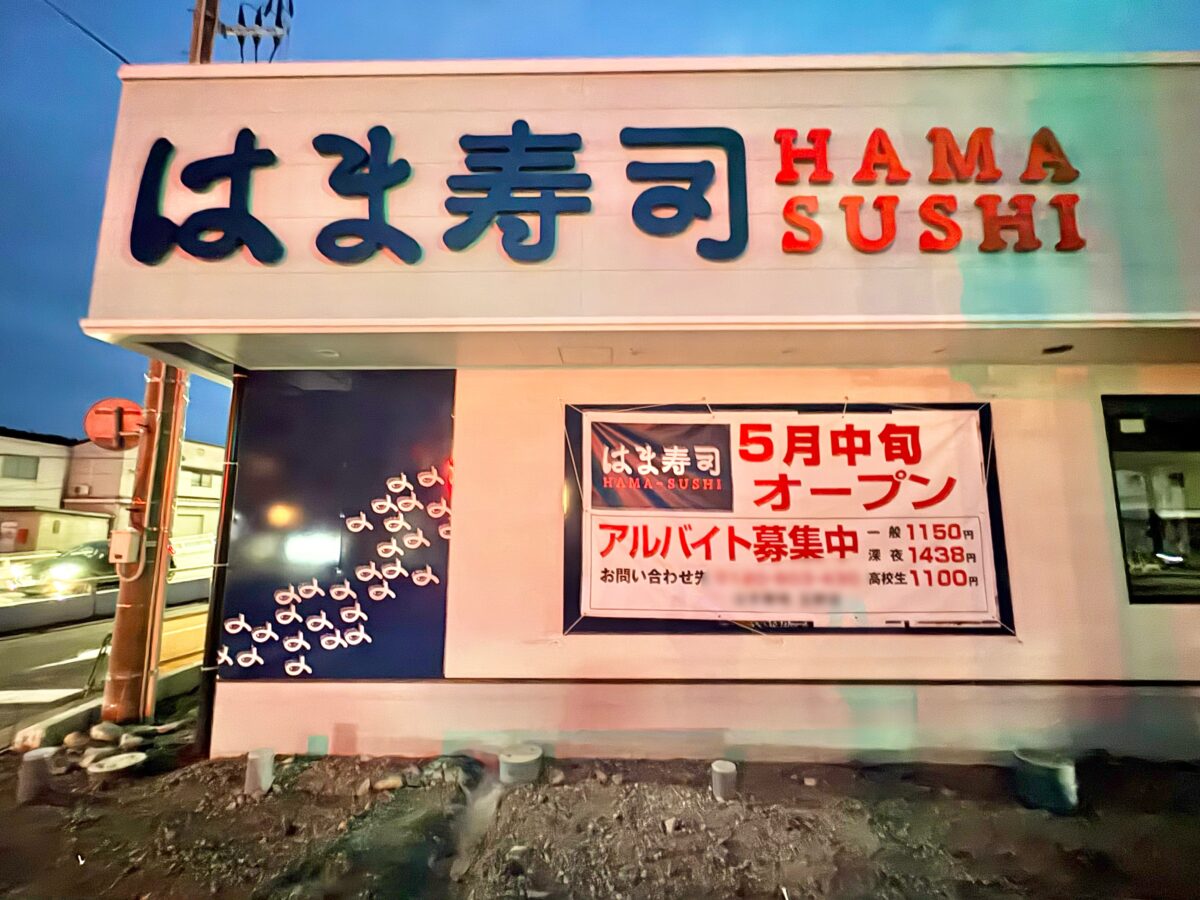 はま寿司
HAMA
SUSHI
はま寿司
HAMA-SUSHI
5月中旬
オープン
アルバイト募集中
一般 1150円
深夜 1438円
高校生 1100円
お問い合わせ先